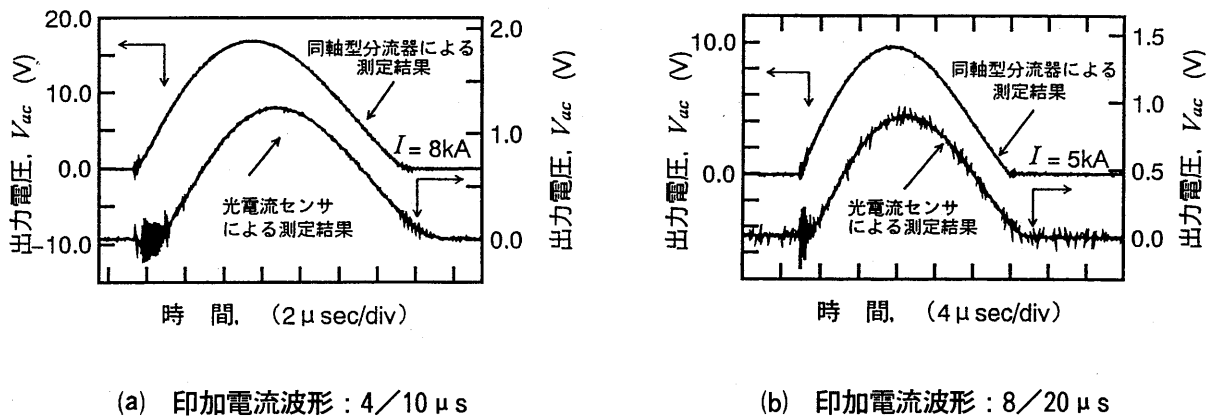 20.0
10.0
0.0
−10.0
出力電圧, Vac (V)
同軸型分流器による
測定結果
I = 8kA
光電流センサ
による測定結果
2.0
1.0
0.0
出力電圧, Vac (V)
時 間, (2μsec/div)
(a) 印加電流波形：4／10μs
10.0
0.0
出力電圧, Vac (V)
同軸型分流器による
測定結果
I = 5kA
光電流センサ
による測定結果
1.5
1.0
0.5
0.0
出力電圧, Vac (V)
時 間, (4μsec/div)
(b) 印加電流波形：8／20μs